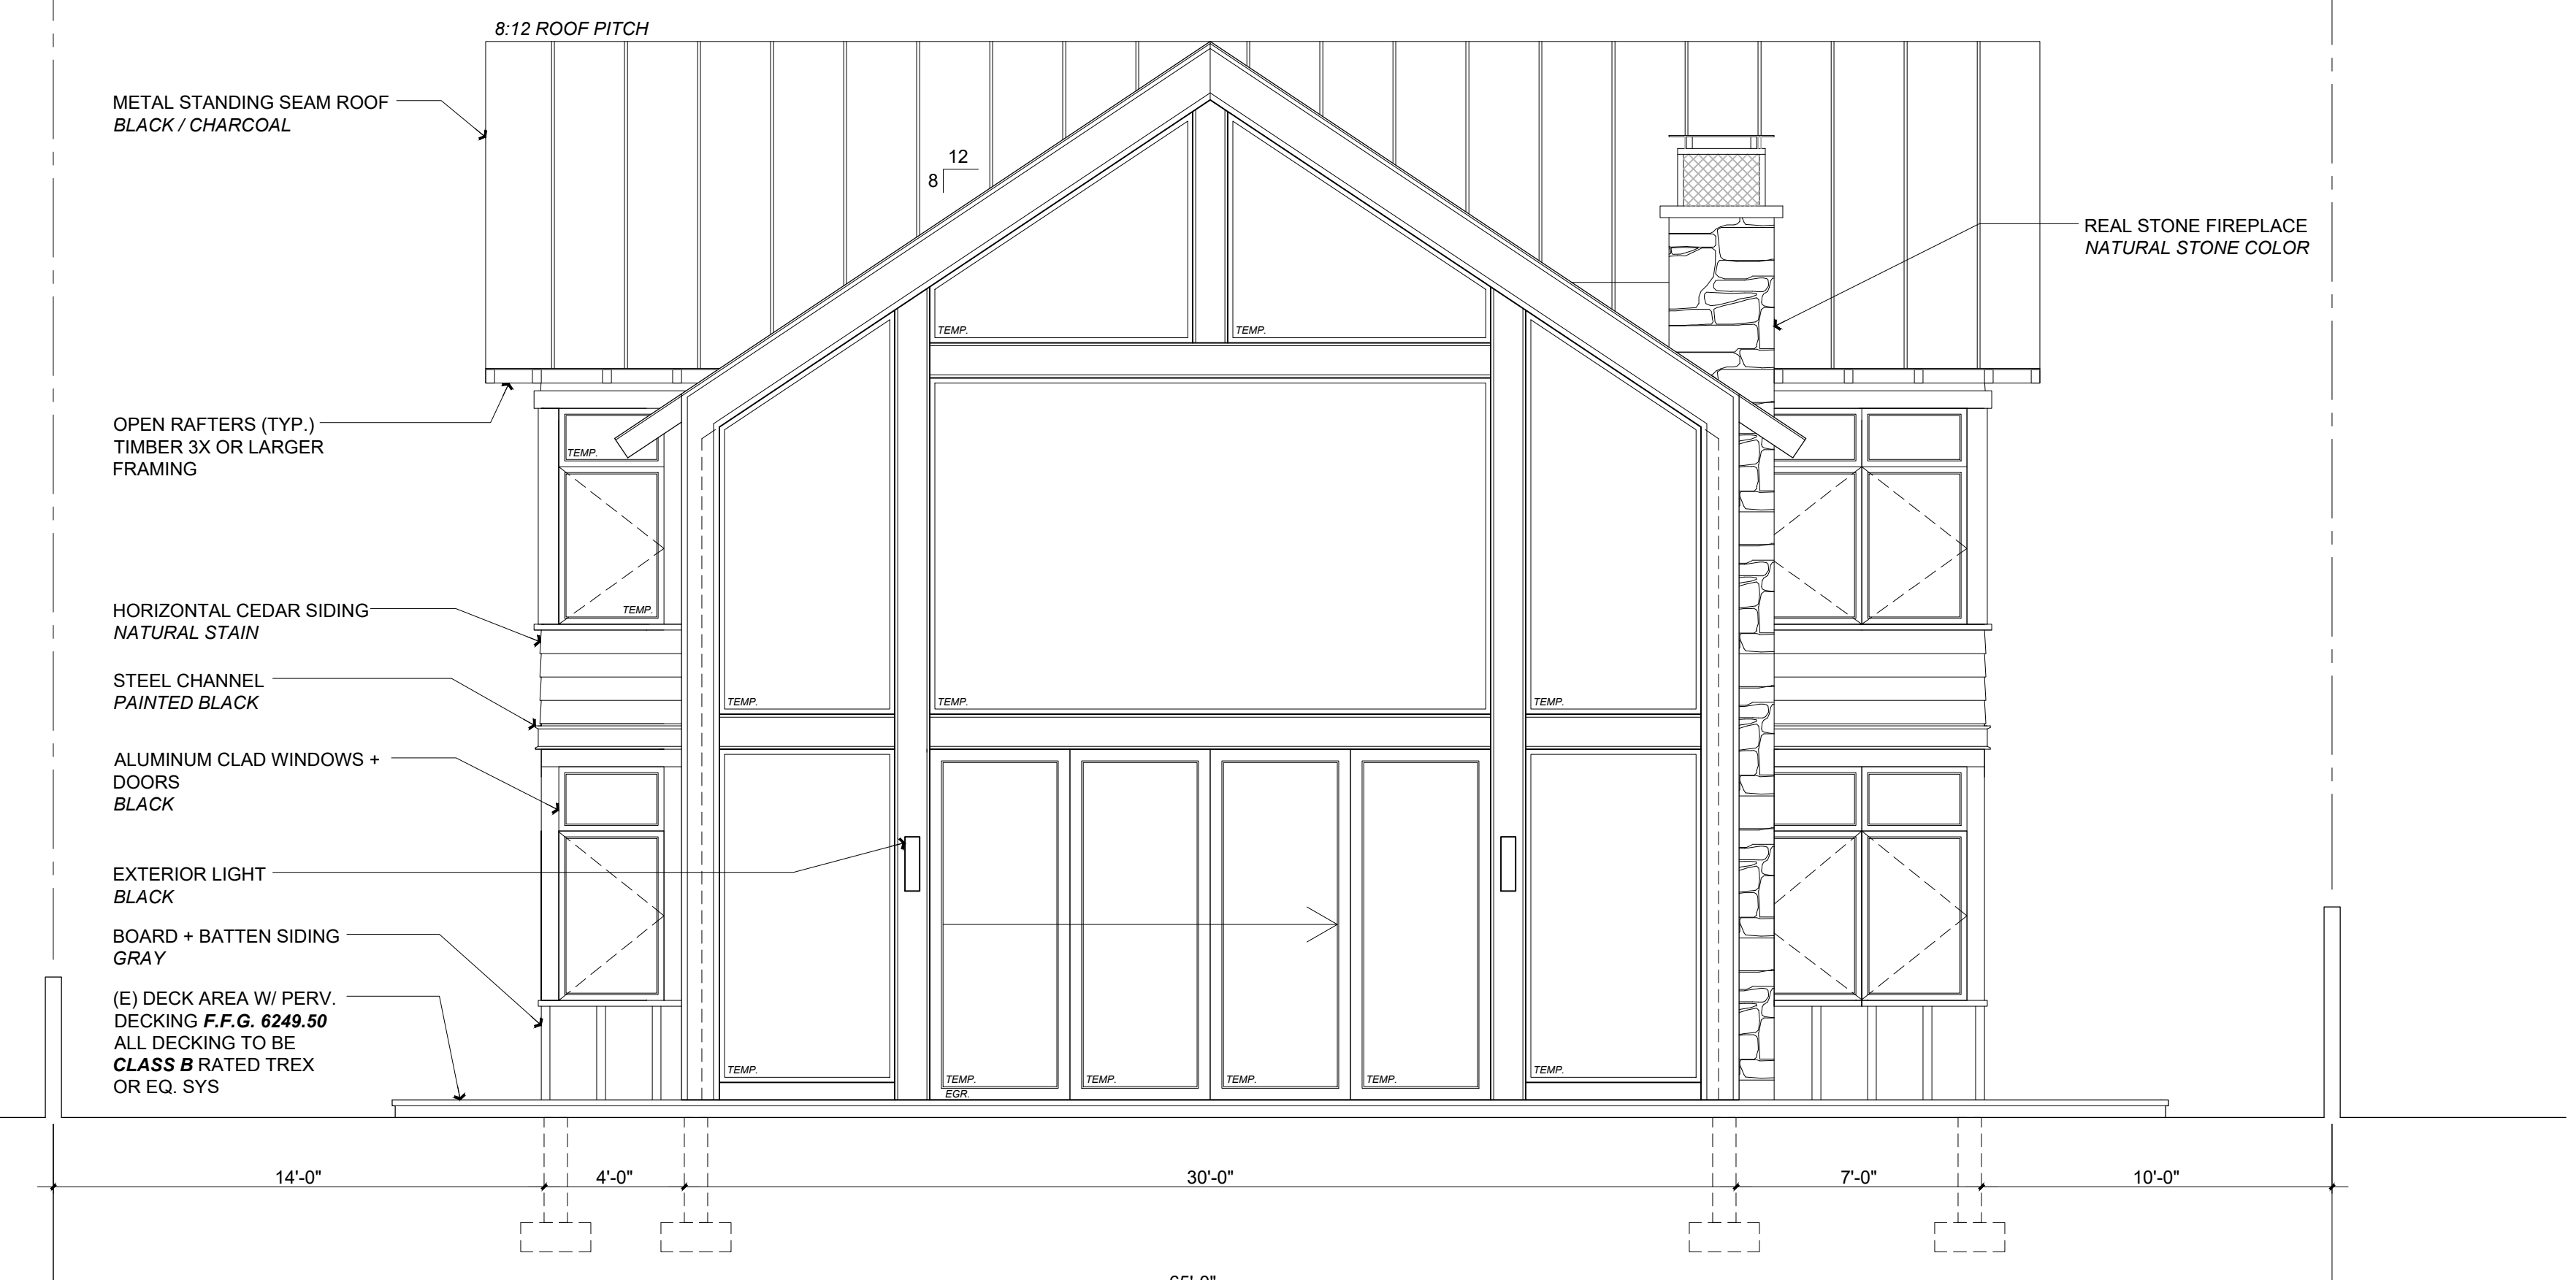 8:12 ROOF PITCH
METAL STANDING SEAM ROOF
BLACK / CHARCOAL
12
8
REAL STONE FIREPLACE
NATURAL STONE COLOR
TEMP.
TEMP.
OPEN RAFTERS (TYP.)
TIMBER 3X OR LARGER
FRAMING
TEMP.
HORIZONTAL CEDAR SIDING
NATURAL STAIN
TEMP.
STEEL CHANNEL
PAINTED BLACK
TEMP.
TEMP.
TEMP.
ALUMINUM CLAD WINDOWS +
DOORS
BLACK
EXTERIOR LIGHT
BLACK
BOARD + BATTEN SIDING
GRAY
(E) DECK AREA W/ PERV.
DECKING F.F.G. 6249.50
ALL DECKING TO BE
CLASS B RATED TREX
OR EQ. SYS
TEMP.
TEMP.
TEMP.
TEMP.
TEMP.
TEMP.
EGR.
14'-0"
4'-0"
30'-0"
7'-0"
10'-0"
65'-0"